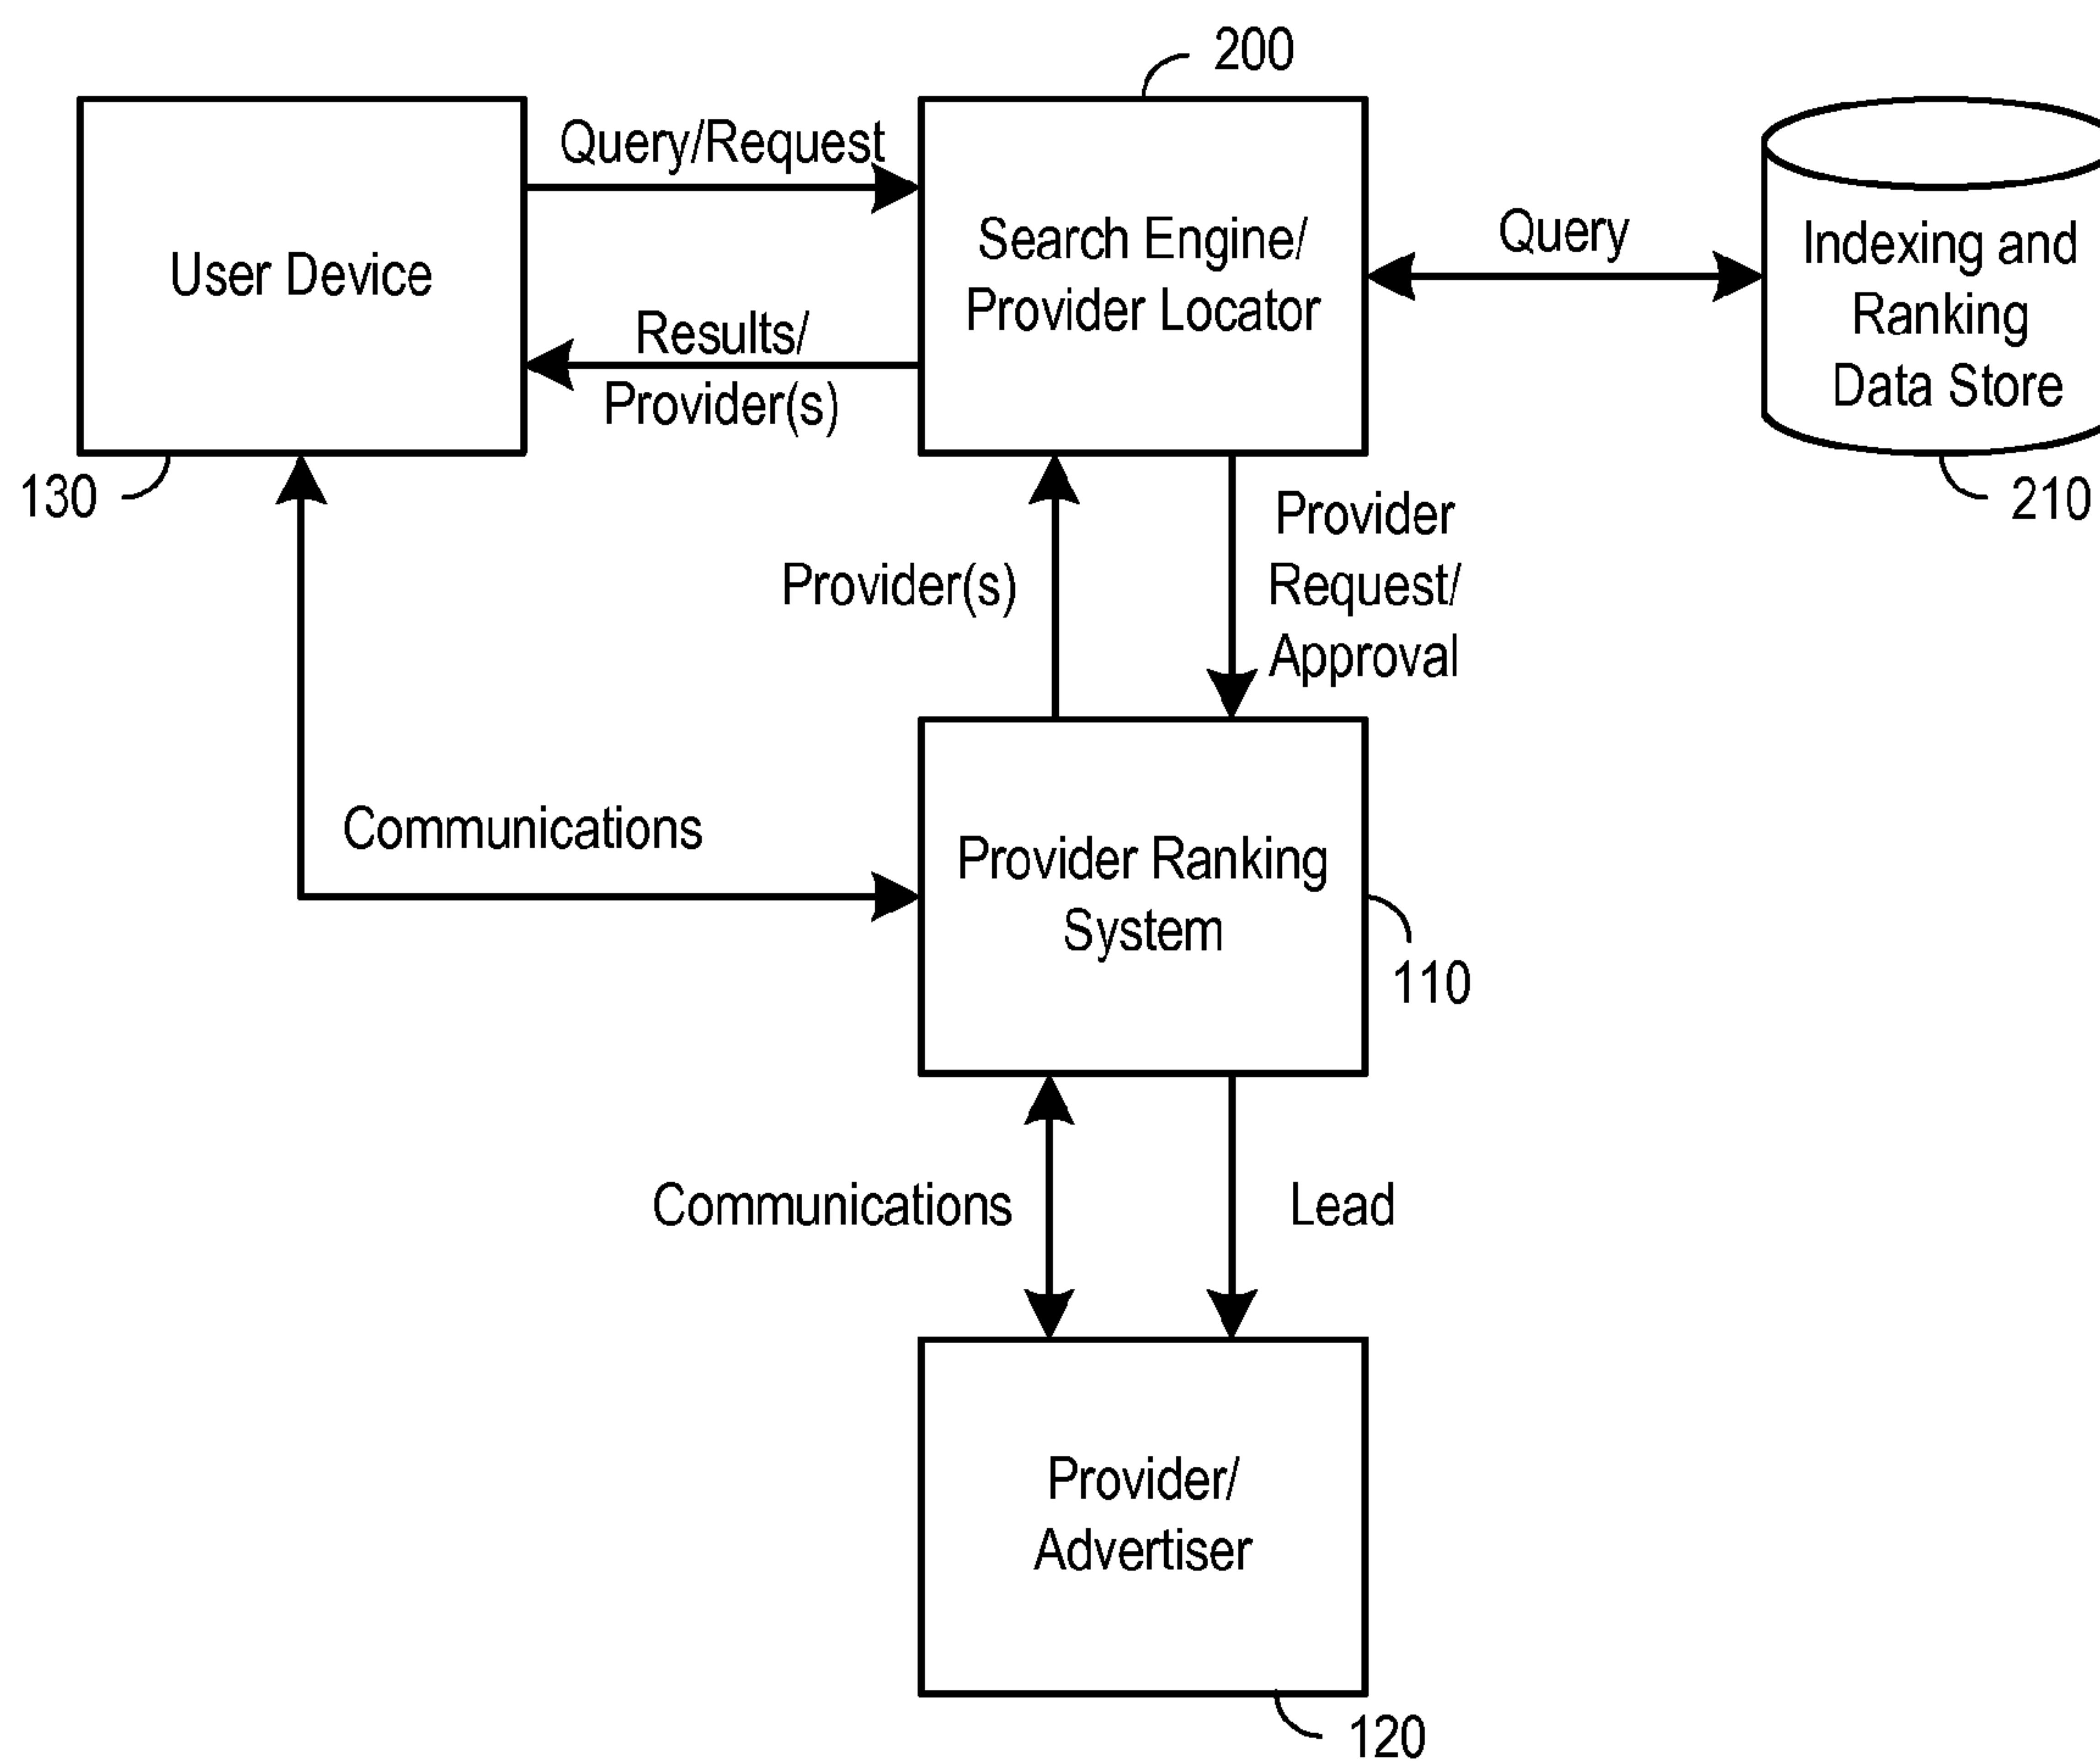 200
Query/Request
User Device
Search Engine/
Provider Locator
Query
Indexing and
Ranking
Data Store
Results/
Provider(s)
130
210
Provider(s)
Provider
Request/
Approval
Communications
Provider Ranking
System
110
Communications
Lead
Provider/
Advertiser
120